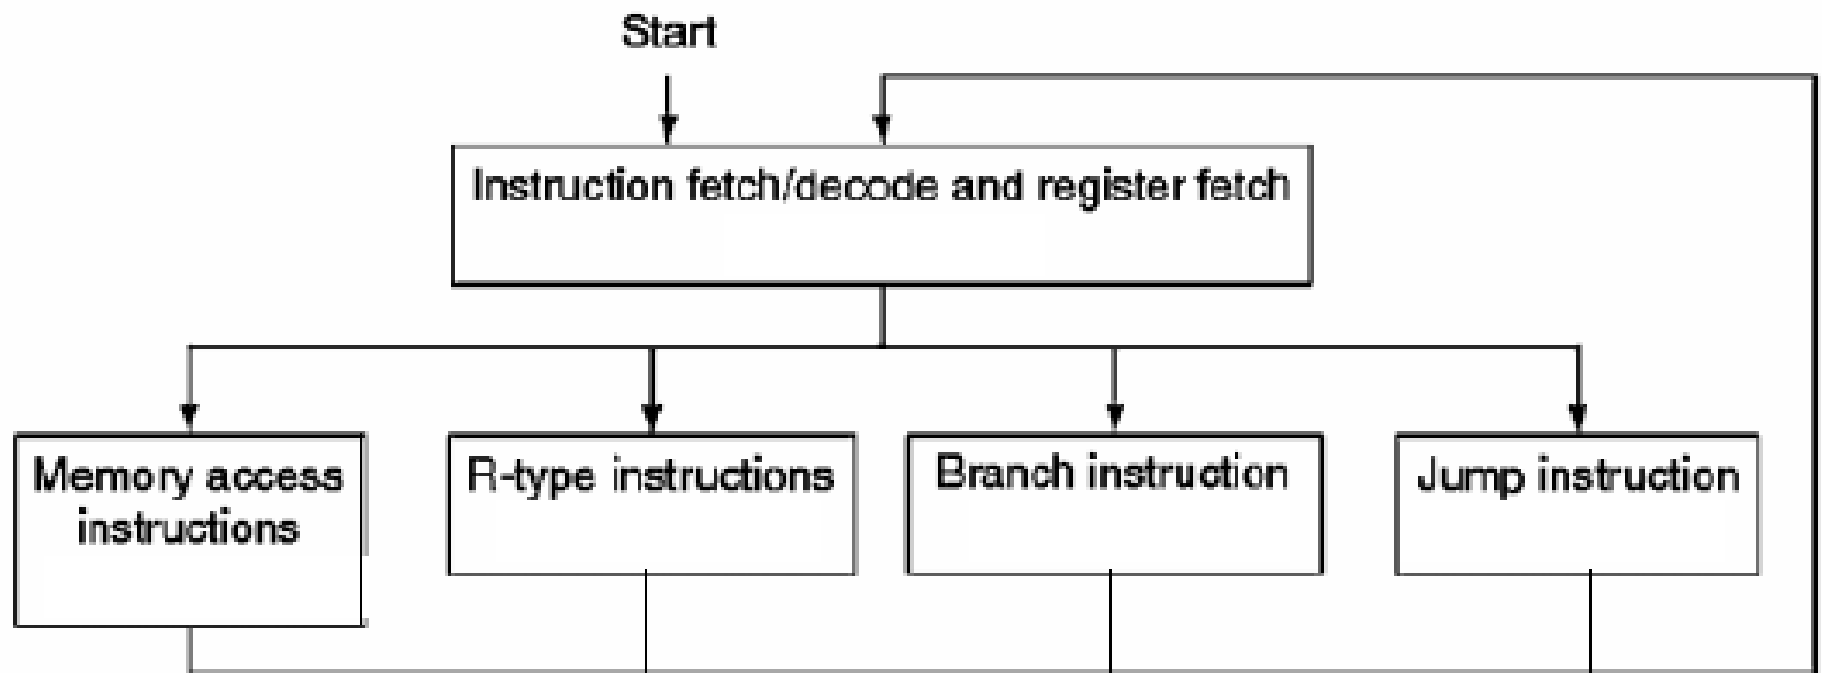 Start
Instruction fetch/decode and register fetch
Memory access
instructions
R-type instructions
Branch instruction
Jump instruction